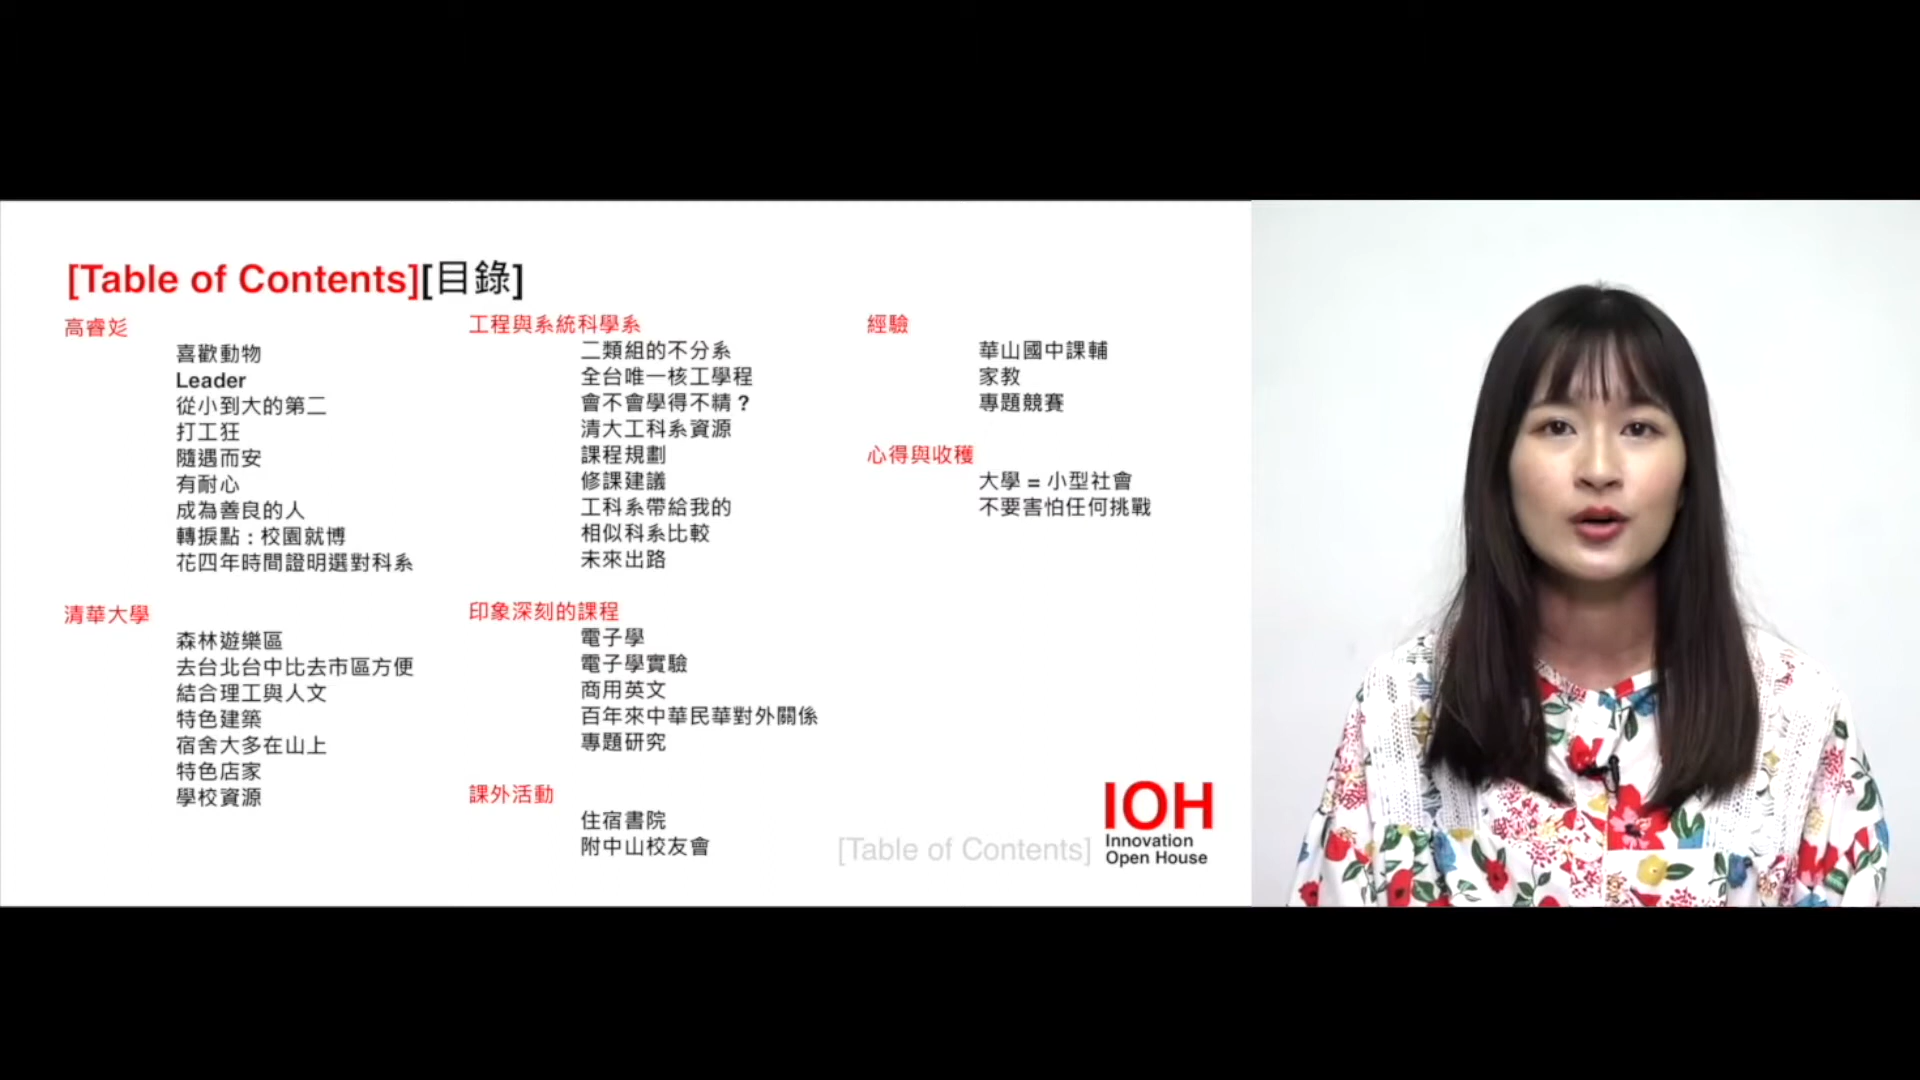 [Table of Contents][目錄]
高睿彣
喜歡動物
Leader
從小到大的第二
打工狂
隨遇而安
有耐心
成為善良的人
轉捩點：校園就博
花四年時間證明選對科系
清華大學
森林遊樂區
去台北台中比去市區方便
結合理工與人文
特色建築
宿舍大多在山上
特色店家
學校資源
工程與系統科學系
二類組的不分系
全台唯一核工學程
會不會學得不精？
清大工科系資源
課程規劃
修課建議
工科系帶給我的
相似科系比較
未來出路
印象深刻的課程
電子學
電子學實驗
商用英文
百年來中華民華對外關係
專題研究
課外活動
住宿書院
附中山校友會
經驗
華山國中課輔
家教
專題競賽
心得與收穫
大學 = 小型社會
不要害怕任何挑戰
[Table of Contents]
IOH
Innovation
Open House